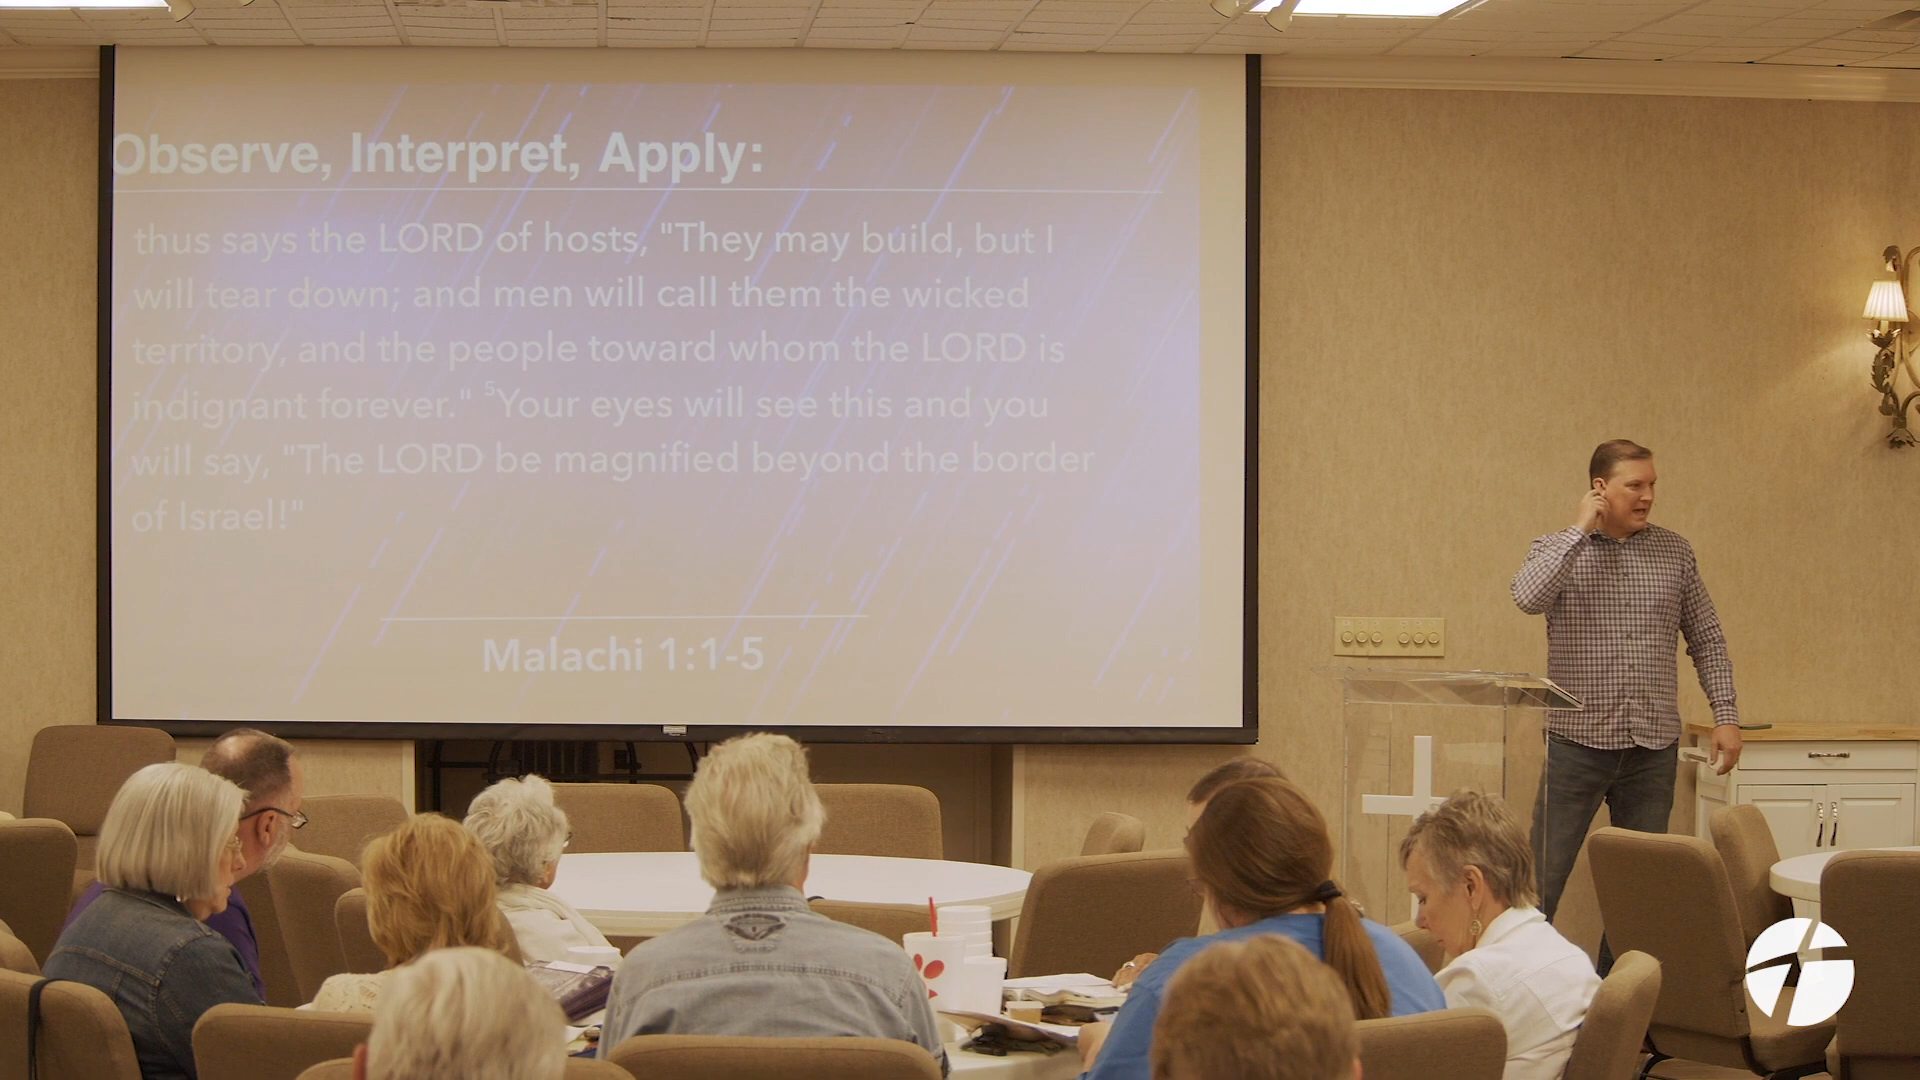 Observe, Interpret, Apply:
thus says the LORD of hosts, "They may build, but I
will tear down; and men will call them the wicked
territory, and the people toward whom the LORD is
indignant forever." 5Your eyes will see this and you
will say, "The LORD be magnified beyond the border
of Israel!"
Malachi 1:1-5